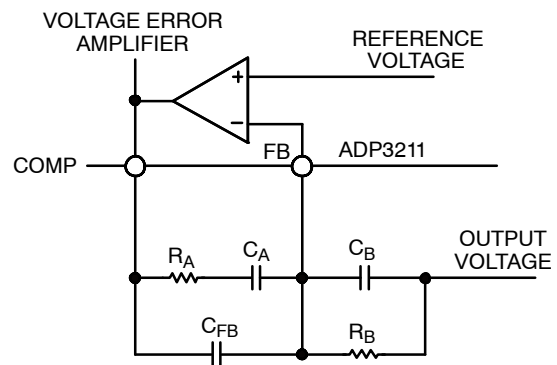 VOLTAGE ERROR
AMPLIFIER
REFERENCE
VOLTAGE
+
−
FB
ADP3211
COMP
RA
CA
CB
OUTPUT
VOLTAGE
CFB
RB